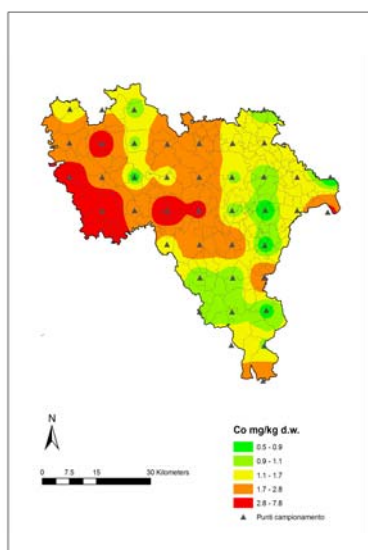 N
0 7.5 15 30 Kilometers
Co mg/kg d.w.
0.5 - 0.9
0.9 - 1.1
1.1 - 1.7
1.7 - 2.8
2.8 - 7.8
Punti campionamento